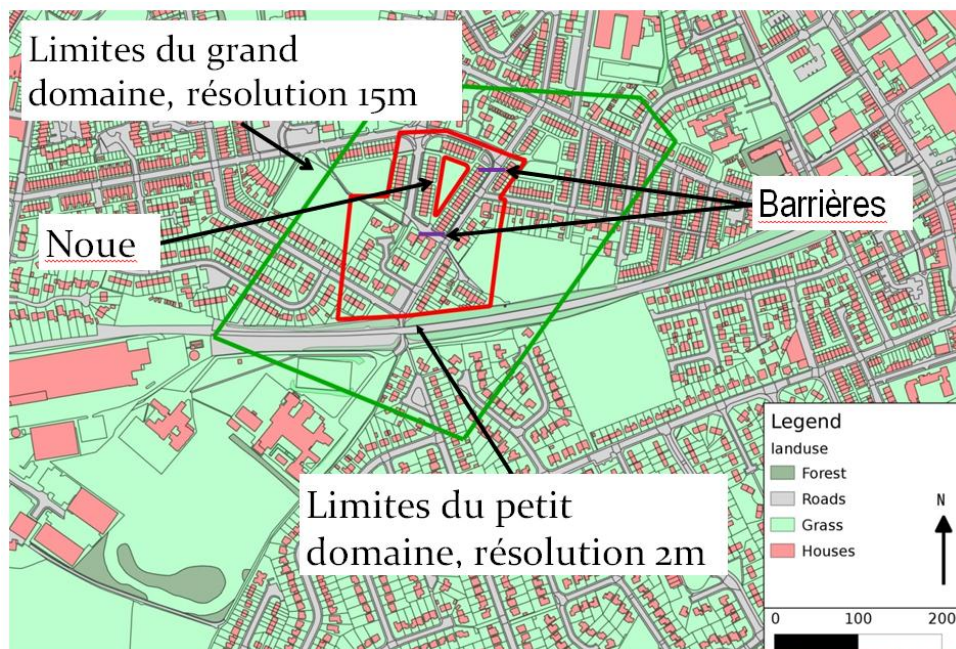 Limites du grand
domaine, résolution 15m
Noue
Barrières
Limites du petit
domaine, résolution 2m
Legend
landuse
Forest
Roads
Grass
Houses
N
0 100 200